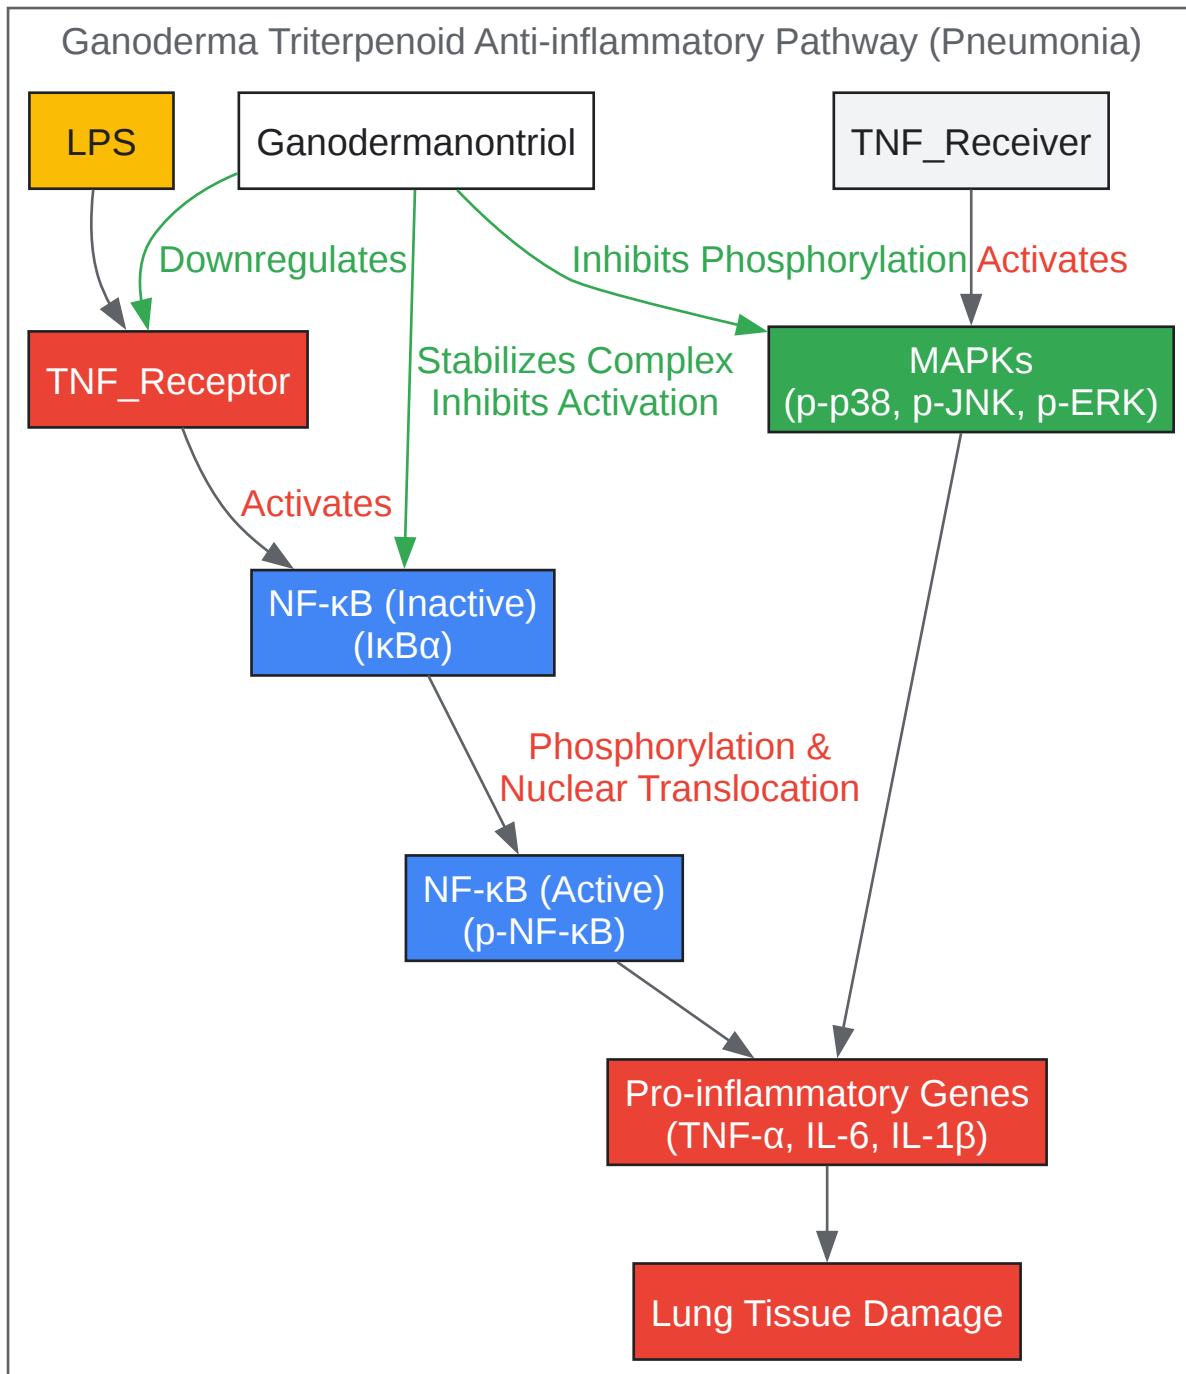 Ganoderma Triterpenoid Anti-inflammatory Pathway (Pneumonia)
LPS
Ganodermanontriol
TNF_Receiver
Downregulates
Inhibits Phosphorylation
Activates
TNF_Receptor
Stabilizes Complex
Inhibits Activation
MAPKs
(p-p38, p-JNK, p-ERK)
Activates
NF-κB (Inactive)
(IκBα)
Phosphorylation &
Nuclear Translocation
NF-κB (Active)
(p-NF-κB)
Pro-inflammatory Genes
(TNF-α, IL-6, IL-1β)
Lung Tissue Damage